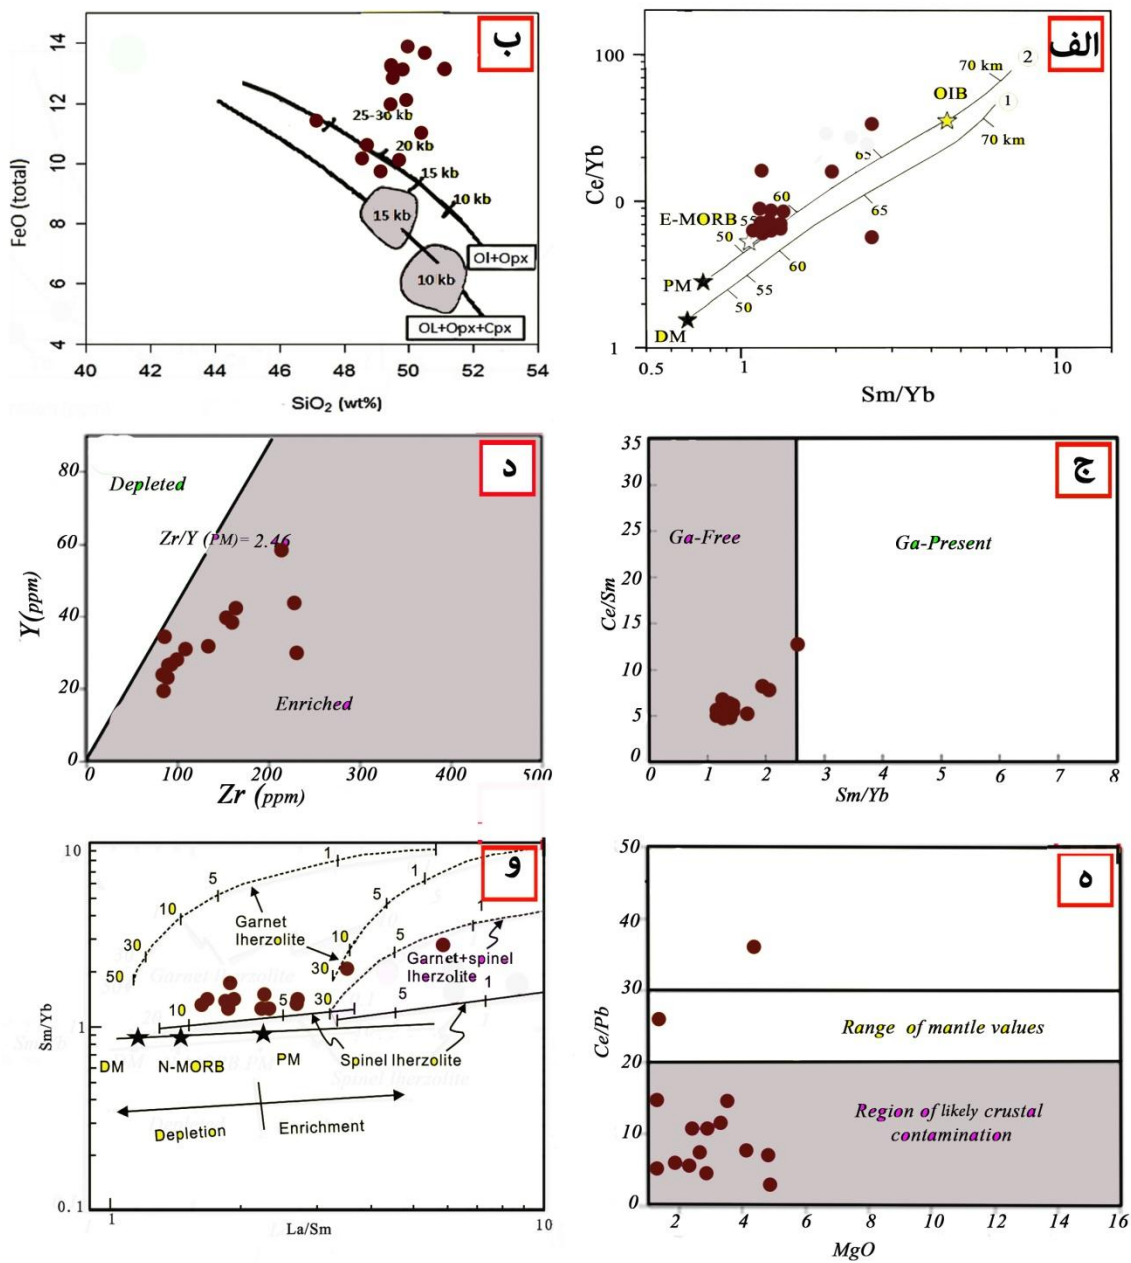 ب
FeO (total)
14
12
10
8
6
4
25-30 kb
20 kb
15 kb
10 kb
15 kb
10 kb
Ol+Opx
OL+Opx+Cpx
40
42
44
46
48
50
52
54
SiO₂ (wt%)
الف
Ce/Yb
100
0
1
70 km
2
OIB
1
70 km
65
60
65
E-MORB
55
50
60
PM
55
50
DM
0.5
1
10
Sm/Yb
د
Y(ppm)
80
60
40
20
0
Depleted
Zr/Y (PM)= 2.46
Enriched
0
100
200
300
400
500
Zr (ppm)
ج
Ce/Sm
35
30
25
20
15
10
5
0
Ga-Free
Ga-Present
0
1
2
3
4
5
6
7
8
Sm/Yb
و
Sm/Yb
10
1
0.1
1
5
10
30
50
Garnet
lherzolite
1
5
10
30
1
5
30
Garnet+spinel
lherzolite
10
5
5
1
Spinel lherzolite
DM
N-MORB
PM
Depletion
Enrichment
1
10
La/Sm
ه
Ce/Pb
50
40
30
20
10
0
Range of mantle values
Region of likely crustal
contamination
2
4
6
8
10
12
14
16
MgO